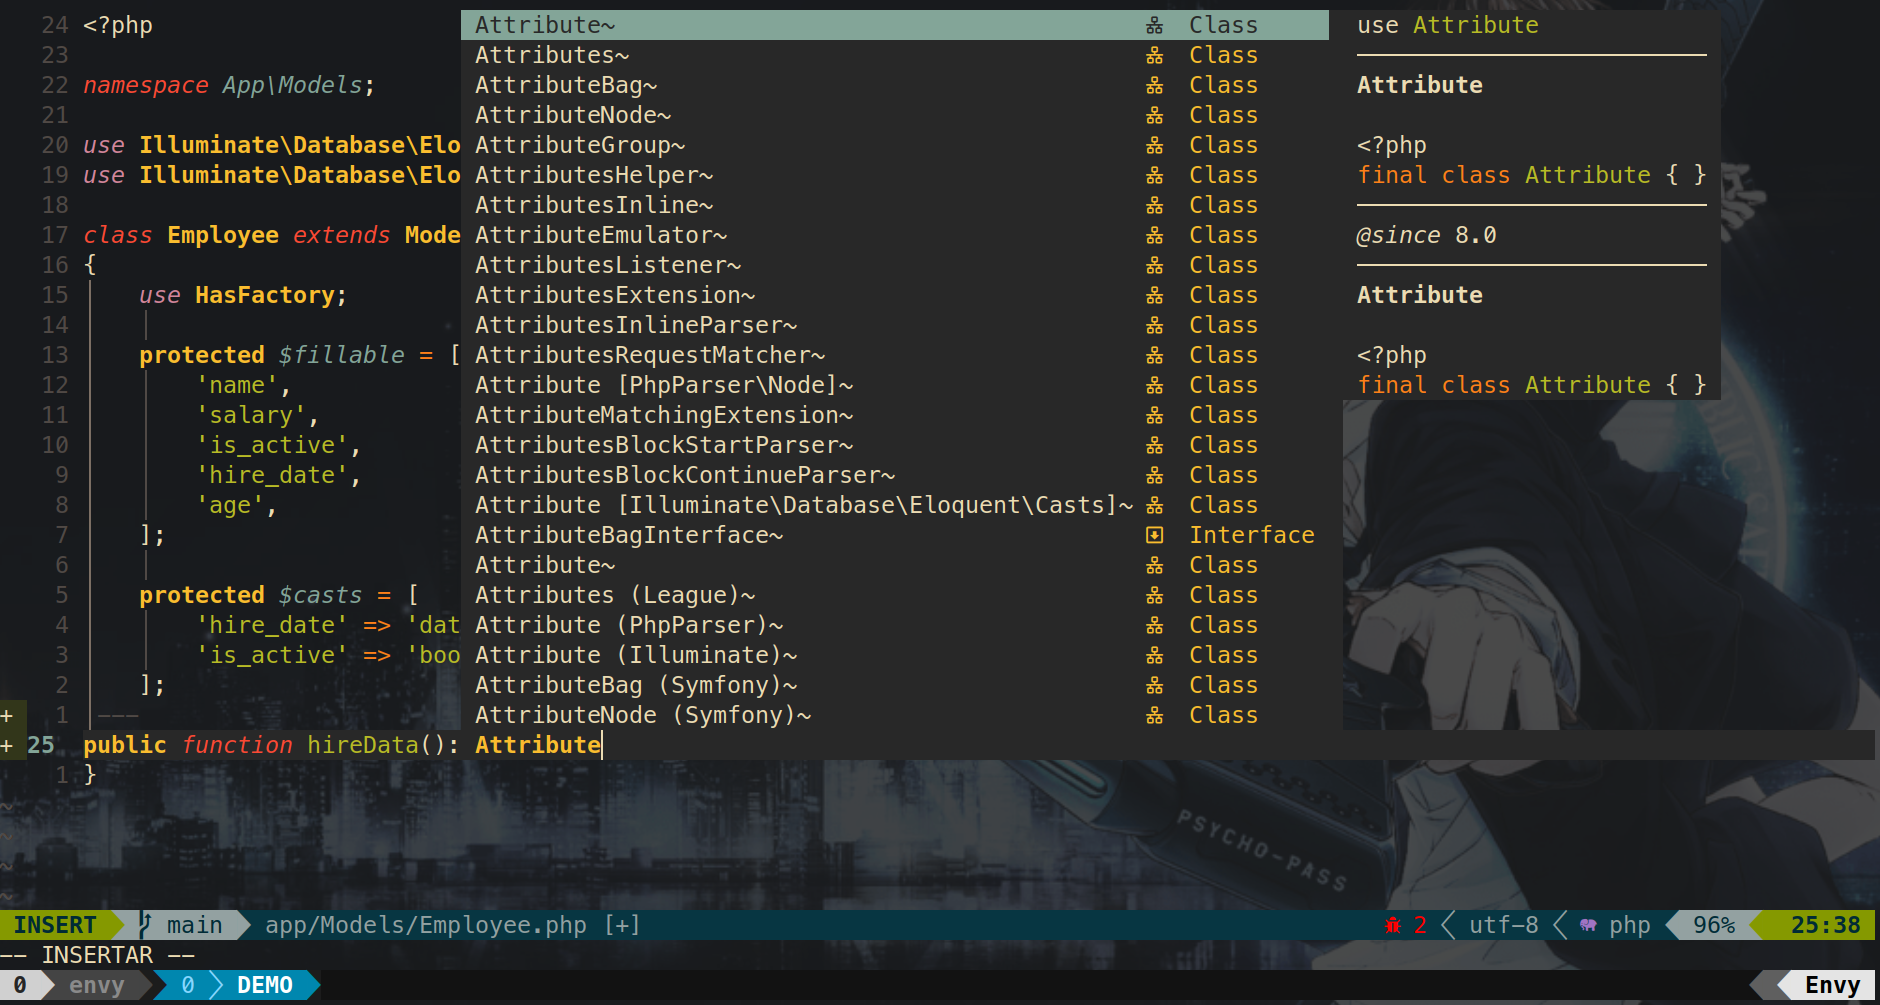 24 <?php
23
22 namespace App\Models;
21
20 use Illuminate\Database\Elo
19 use Illuminate\Database\Elo
18
17 class Employee extends Mode
16 {
15 use HasFactory;
14
13 protected $fillable = [
12 'name',
11 'salary',
10 'is_active',
9 'hire_date',
8 'age',
7 ];
6
5 protected $casts = [
4 'hire_date' => 'dat
3 'is_active' => 'boo
2 ];
+ 1 ---
+ 25 public function hireData(): Attribute
1 }
~
~
~
~
Attribute~ Class
Attributes~ Class
AttributeBag~ Class
AttributeNode~ Class
AttributeGroup~ Class
AttributesHelper~ Class
AttributesInline~ Class
AttributeEmulator~ Class
AttributesListener~ Class
AttributesExtension~ Class
AttributesInlineParser~ Class
AttributesRequestMatcher~ Class
Attribute [PhpParser\Node]~ Class
AttributeMatchingExtension~ Class
AttributesBlockStartParser~ Class
AttributesBlockContinueParser~ Class
Attribute [Illuminate\Database\Eloquent\Casts]~ Class
AttributeBagInterface~ Interface
Attribute~ Class
Attributes (League)~ Class
Attribute (PhpParser)~ Class
Attribute (Illuminate)~ Class
AttributeBag (Symfony)~ Class
AttributeNode (Symfony)~ Class
use Attribute
Attribute
<?php
final class Attribute { }
@since 8.0
Attribute
<?php
final class Attribute { }
PSYCHO-PASS
INSERT main app/Models/Employee.php [+] 2 utf-8 php 96% 25:38
-- INSERTAR --
0 envy 0 DEMO Envy